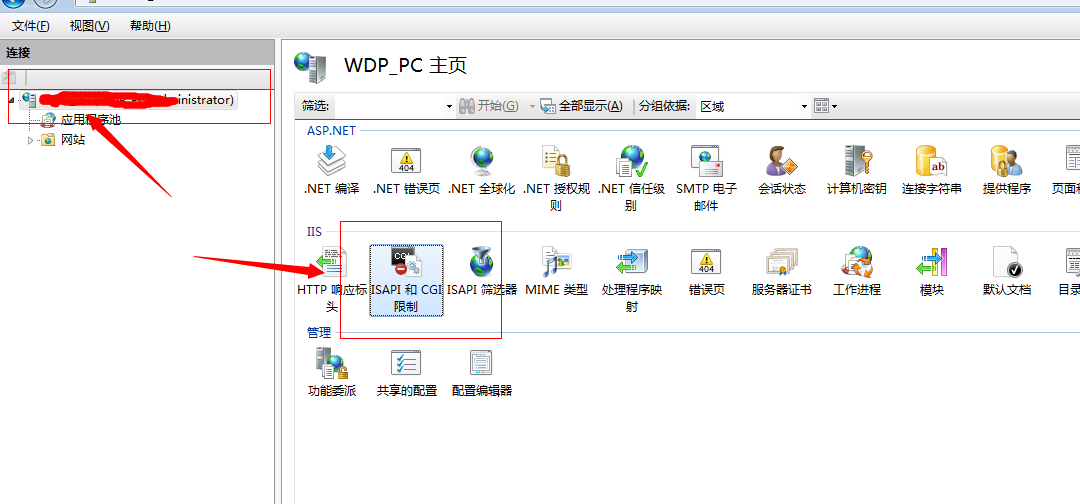 文件(F) 视图(V) 帮助(H)
连接
inistrator)
应用程序池
网站
WDP_PC 主页
筛选: 开始(G) 全部显示(A) 分组依据: 区域
ASP.NET
.NET 编译 .NET 错误页 .NET 全球化 .NET 授权规 .NET 信任级 SMTP 电子 会话状态 计算机密钥 连接字符串 提供程序 页面和
则 别 邮件
IIS
HTTP 响应标 ISAPI 和 CGI ISAPI 筛选器 MIME 类型 处理程序映 错误页 服务器证书 工作进程 模块 默认文档 目录
头 限制 射
管理
功能委派 共享的配置 配置编辑器